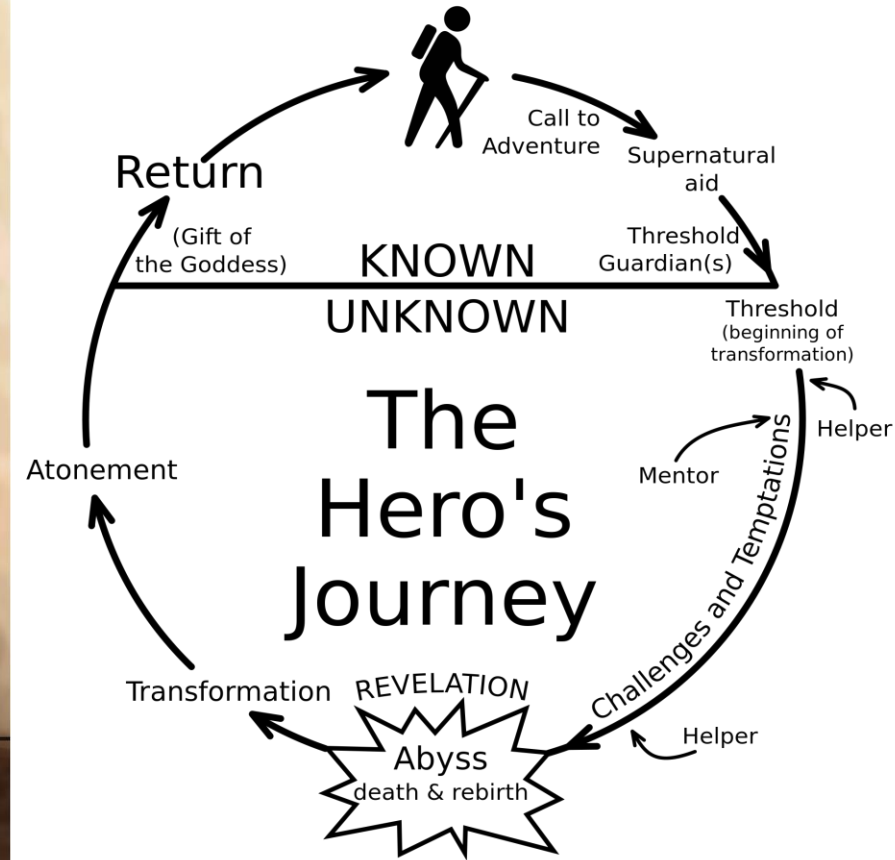 Call to
Adventure
Supernatural
aid
Return
(Gift of
the Goddess)
Threshold
Guardian(s)
KNOWN
UNKNOWN
Threshold
(beginning of
transformation)
The
Hero's
Journey
Helper
Mentor
Challenges and Temptations
Helper
REVELATION
Abyss
death & rebirth
Transformation
Atonement